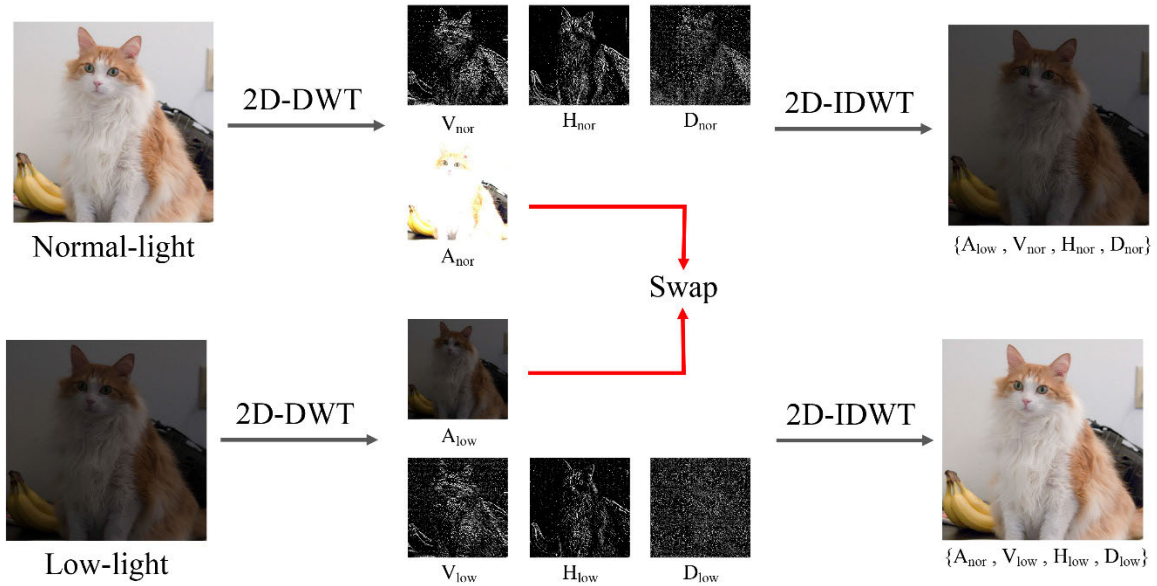 2D-DWT
V_nor
H_nor
D_nor
2D-IDWT
Normal-light
A_nor
{A_low , V_nor , H_nor , D_nor}
Swap
2D-DWT
A_low
2D-IDWT
Low-light
V_low
H_low
D_low
{A_nor , V_low , H_low , D_low}